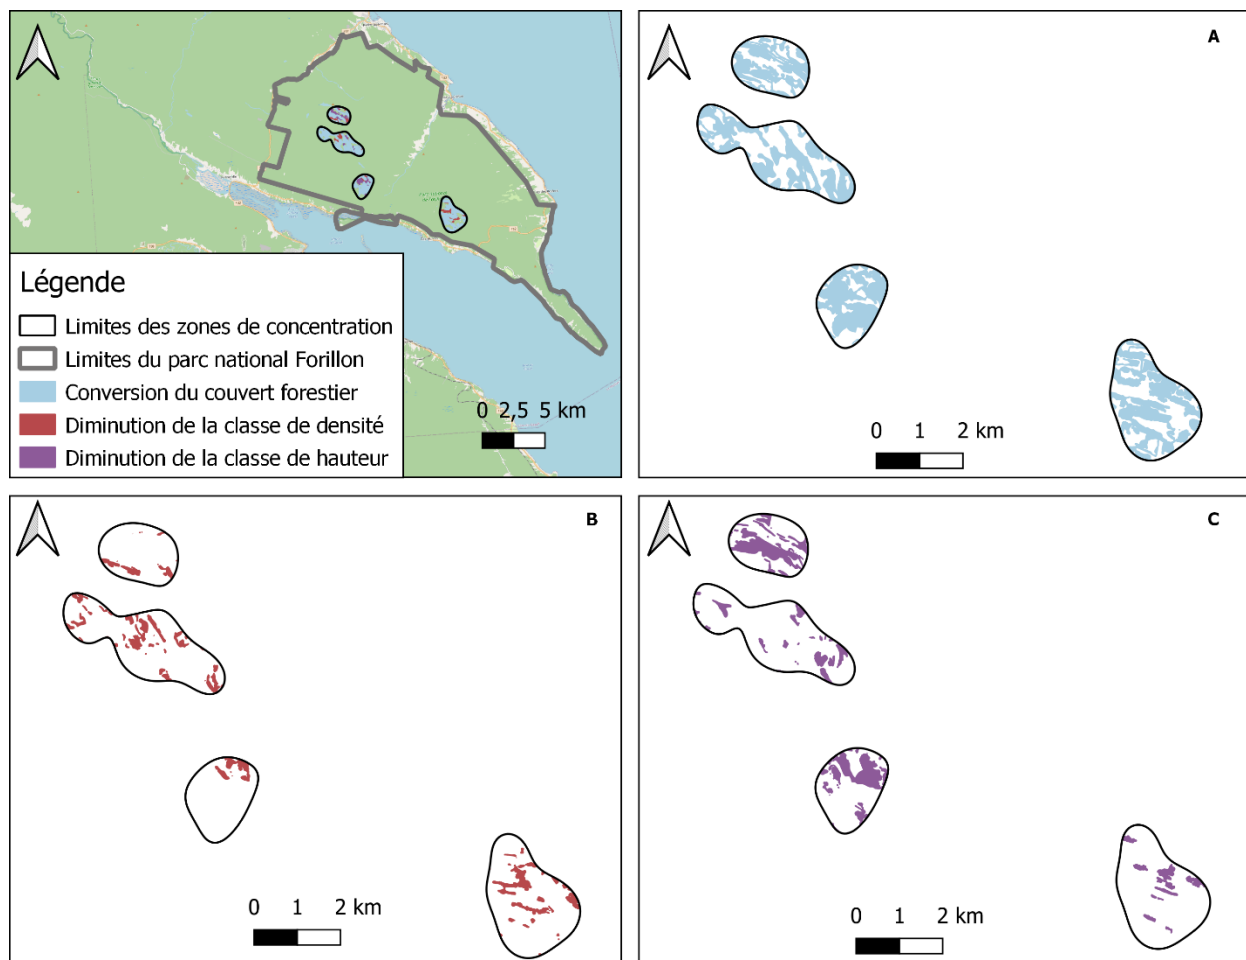 Légende
Limites des zones de concentration
Limites du parc national Forillon
Conversion du couvert forestier
Diminution de la classe de densité
Diminution de la classe de hauteur
0 2,5 5 km
A
0 1 2 km
B
0 1 2 km
C
0 1 2 km